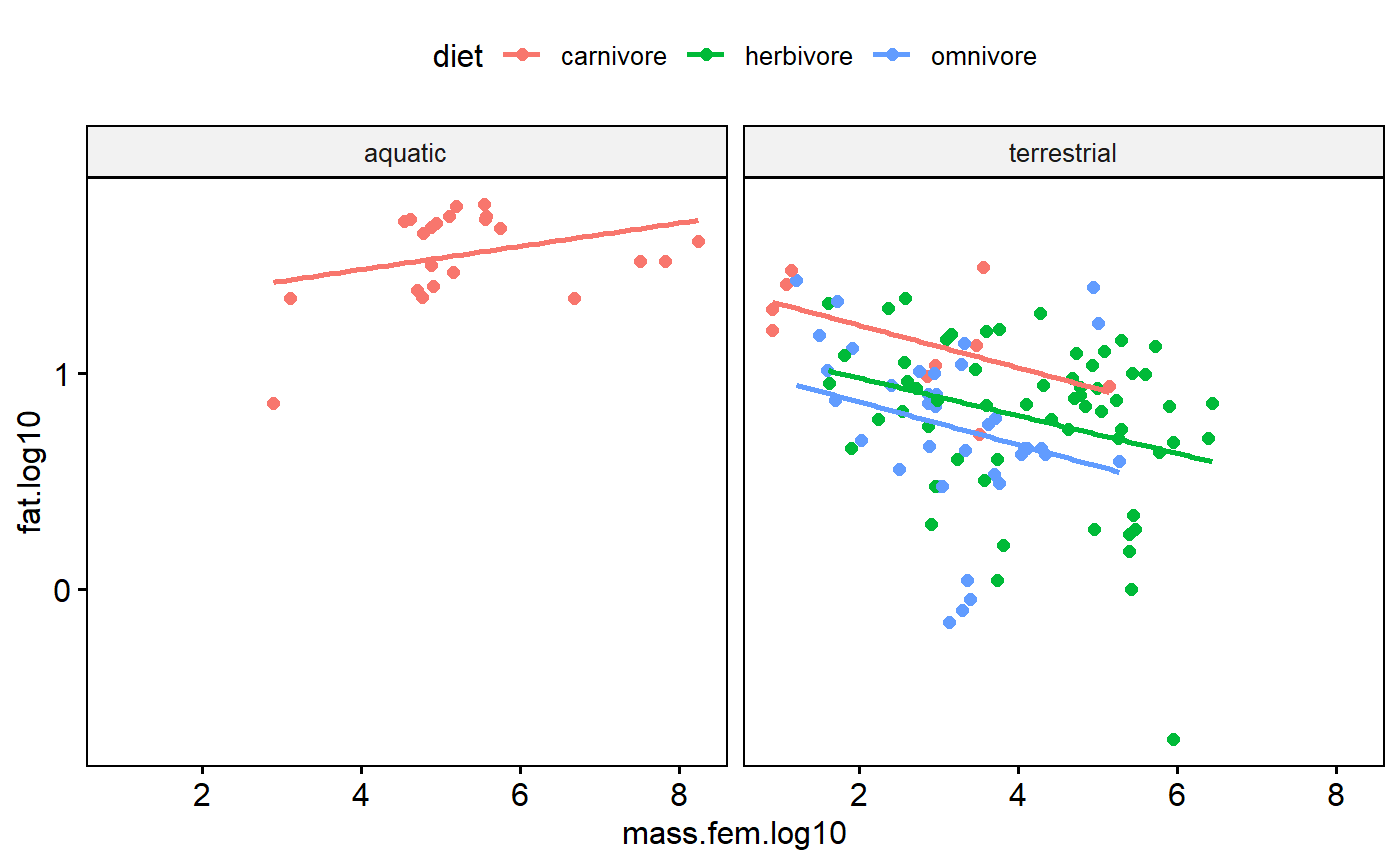 diet carnivore herbivore omnivore
aquatic terrestrial
1
0
fat.log10
2 4 6 8 2 4 6 8
mass.fem.log10